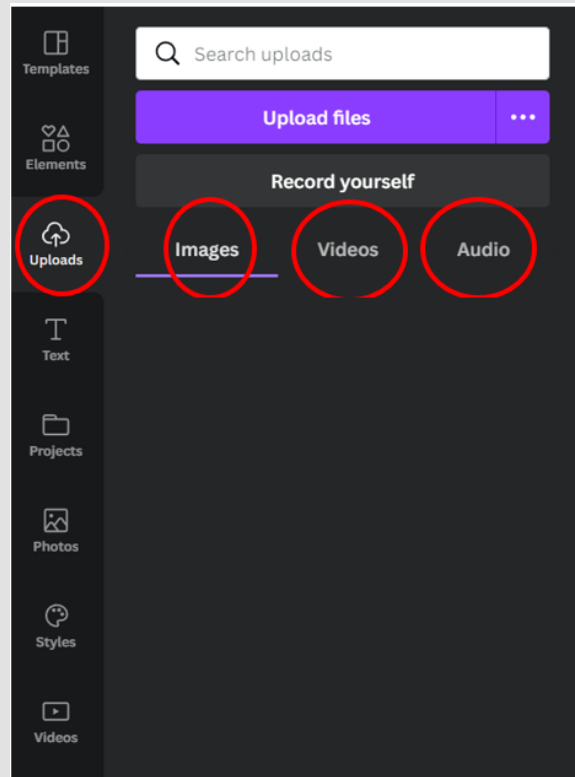 Templates
Elements
Uploads
Text
Projects
Photos
Styles
Videos
Search uploads
Upload files
Record yourself
Images Videos Audio